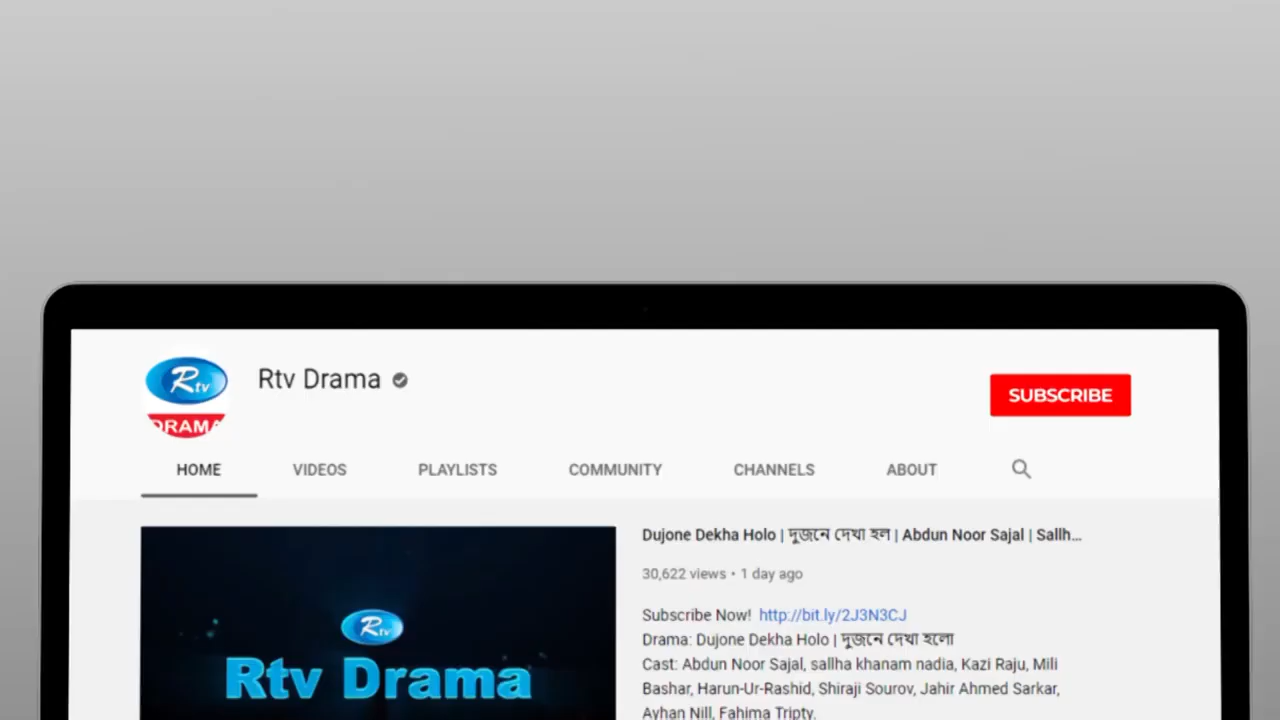 Rtv
DRAMA
Rtv Drama
SUBSCRIBE
HOME VIDEOS PLAYLISTS COMMUNITY CHANNELS ABOUT
Rtv
Rtv Drama
Dujone Dekha Holo | দুজনে দেখা হল | Abdun Noor Sajal | Sallh...
30,622 views • 1 day ago
Subscribe Now! http://bit.ly/2J3N3CJ
Drama: Dujone Dekha Holo | দুজনে দেখা হলো
Cast: Abdun Noor Sajal, sallha khanam nadia, Kazi Raju, Mili
Bashar, Harun-Ur-Rashid, Shiraji Sourov, Jahir Ahmed Sarkar,
Ayhan Nill, Fahima Tripty,